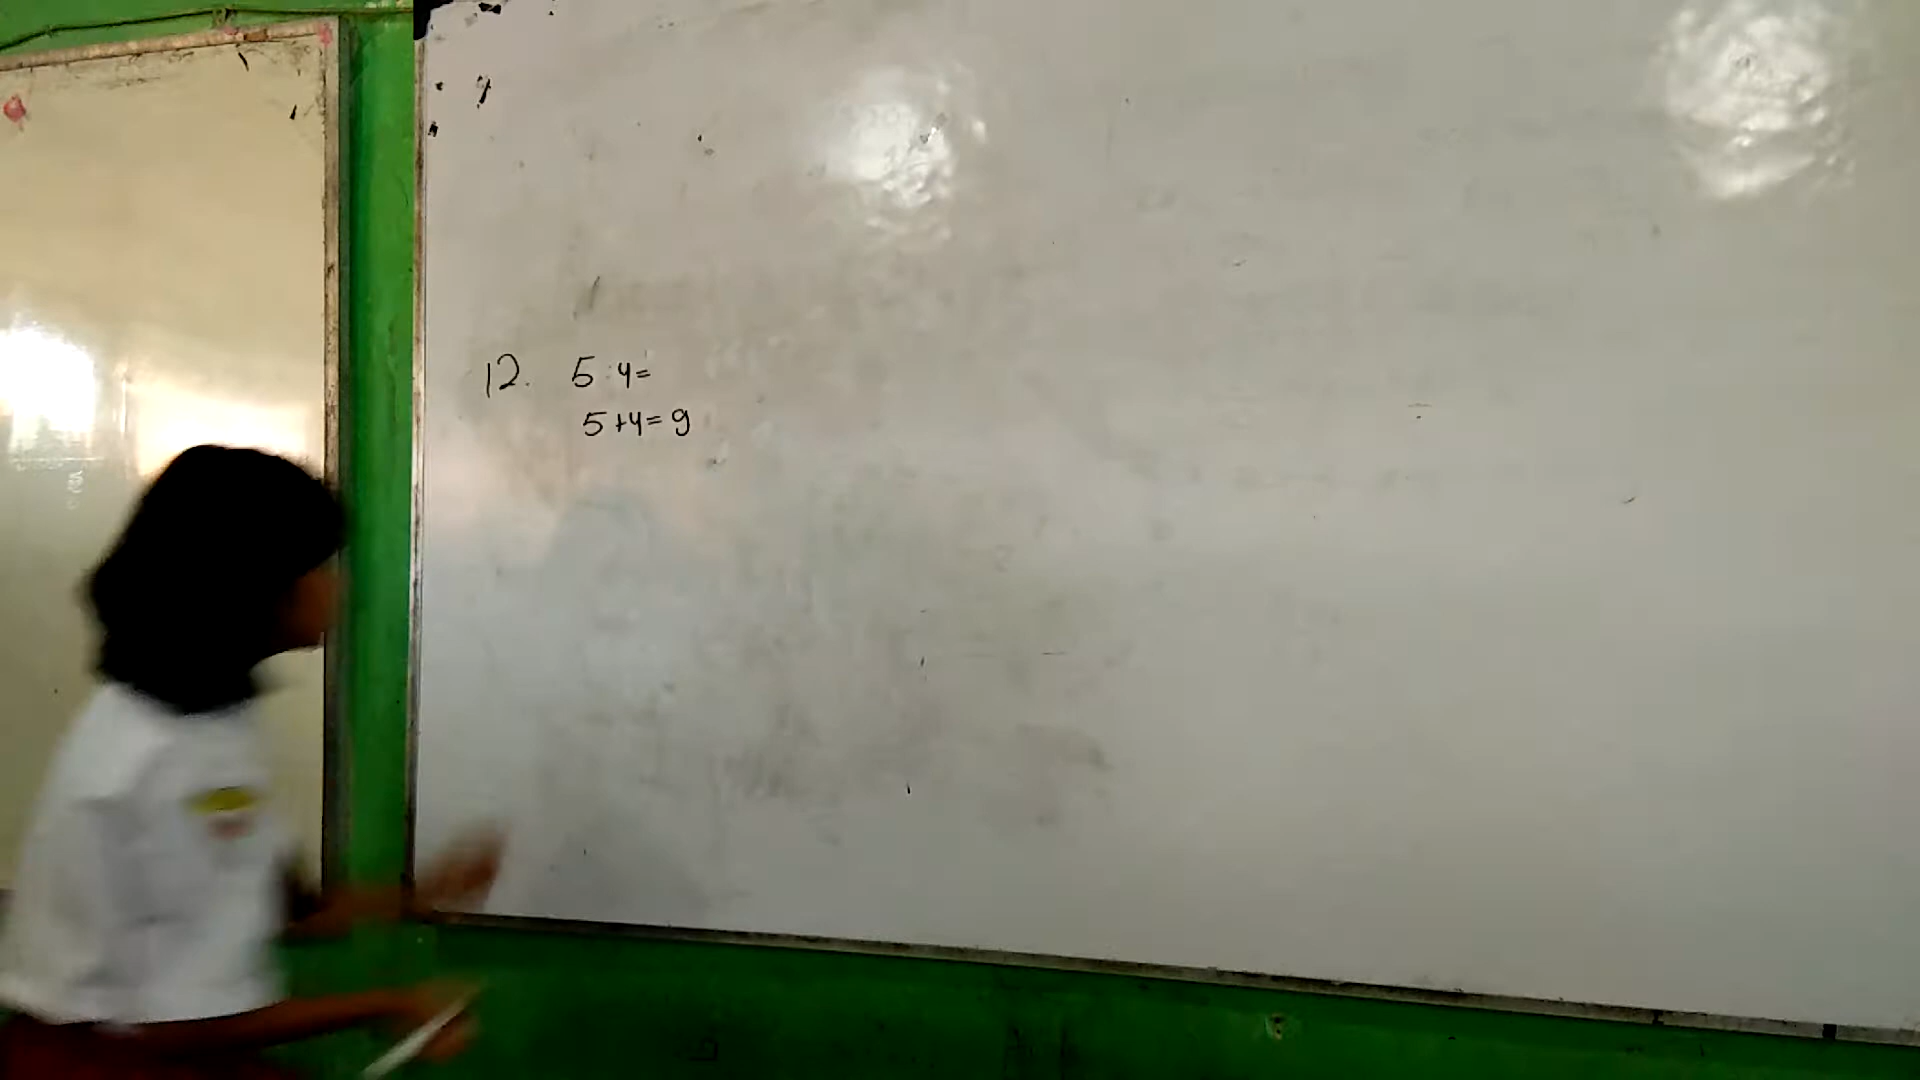 12. 5 : 4 =
5 + 4 = 9